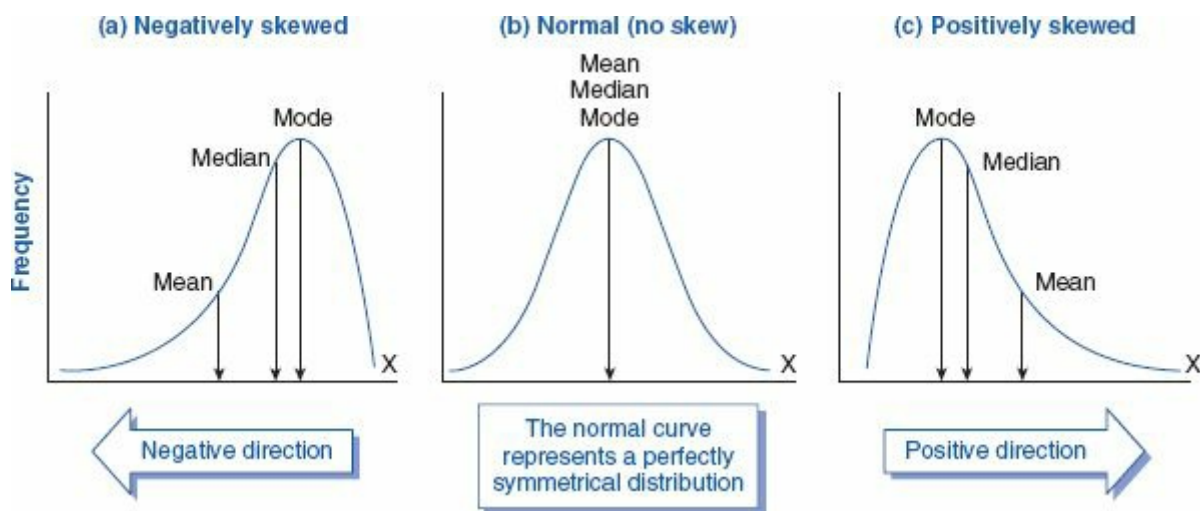 (a) Negatively skewed
(b) Normal (no skew)
(c) Positively skewed
Frequency
Mode
Median
Mean
X
Negative direction
Mean
Median
Mode
X
The normal curve
represents a perfectly
symmetrical distribution
Mode
Median
Mean
X
Positive direction